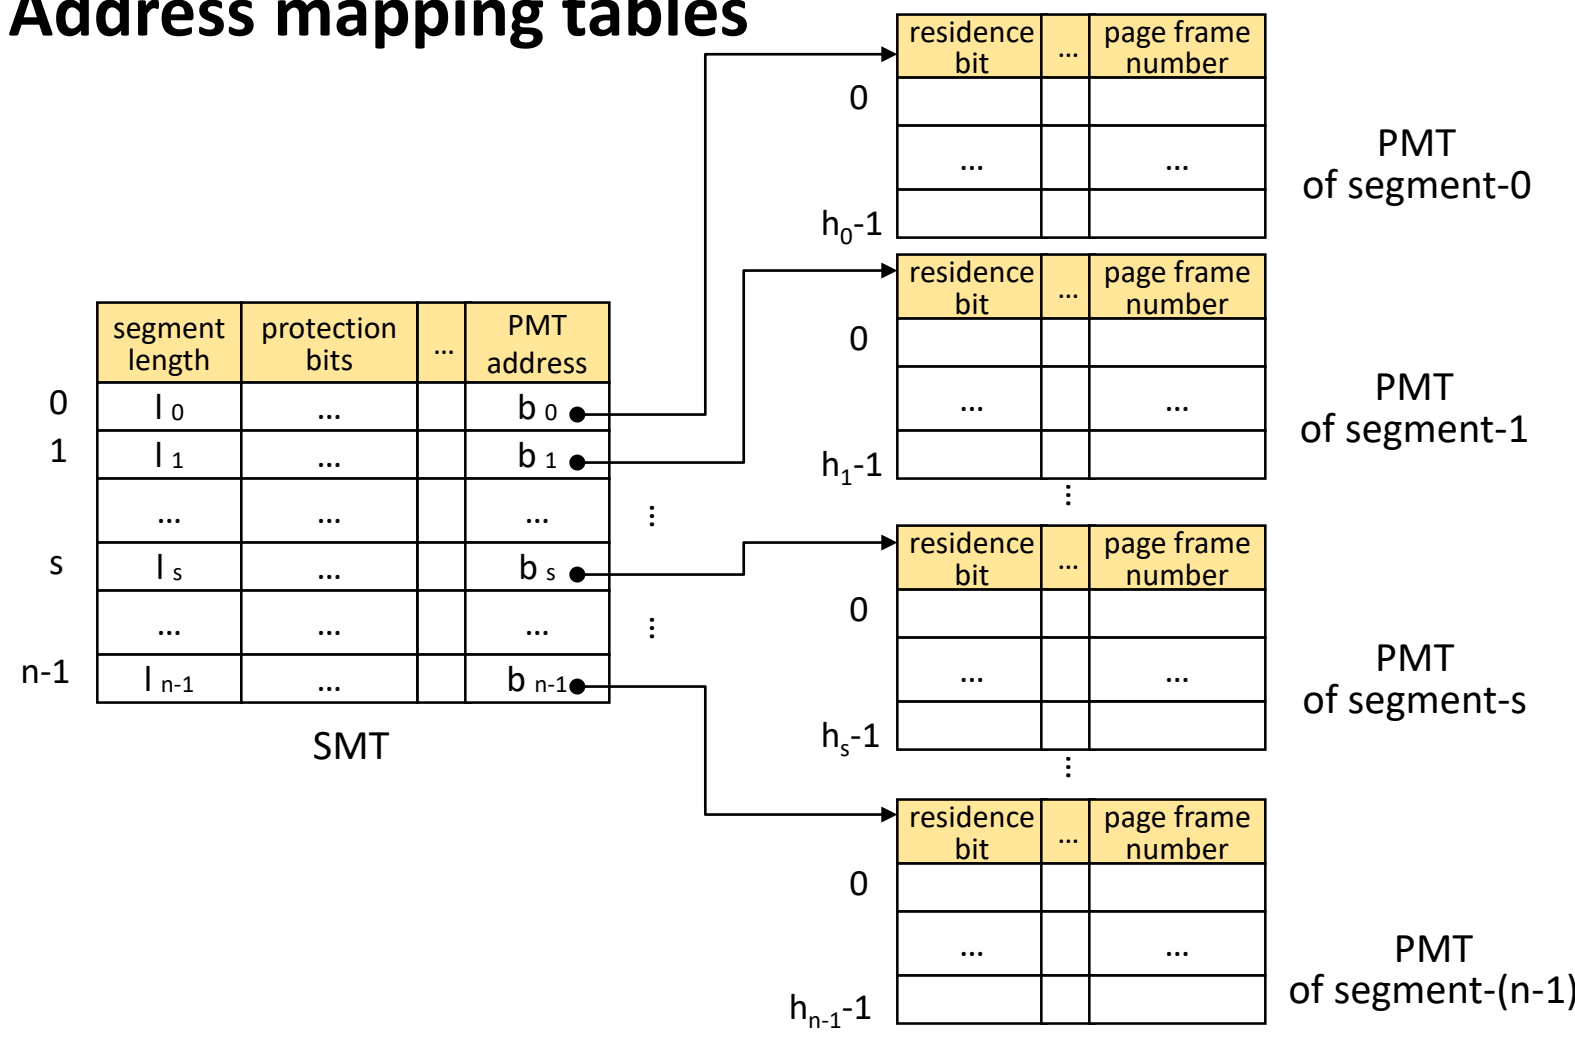 Address mapping tables
segment length | protection bits | ... | PMT address
0 | l 0 | ... | b 0
1 | l 1 | ... | b 1
... | ... | ... | ⋮
s | l s | ... | b s
... | ... | ... | ⋮
n-1 | l n-1 | ... | b n-1
SMT
residence bit | ... | page frame number
0
... | ...
h0-1
PMT
of segment-0
residence bit | ... | page frame number
0
... | ...
h1-1
PMT
of segment-1
⋮
residence bit | ... | page frame number
0
... | ...
hs-1
PMT
of segment-s
⋮
residence bit | ... | page frame number
0
... | ...
hn-1-1
PMT
of segment-(n-1)